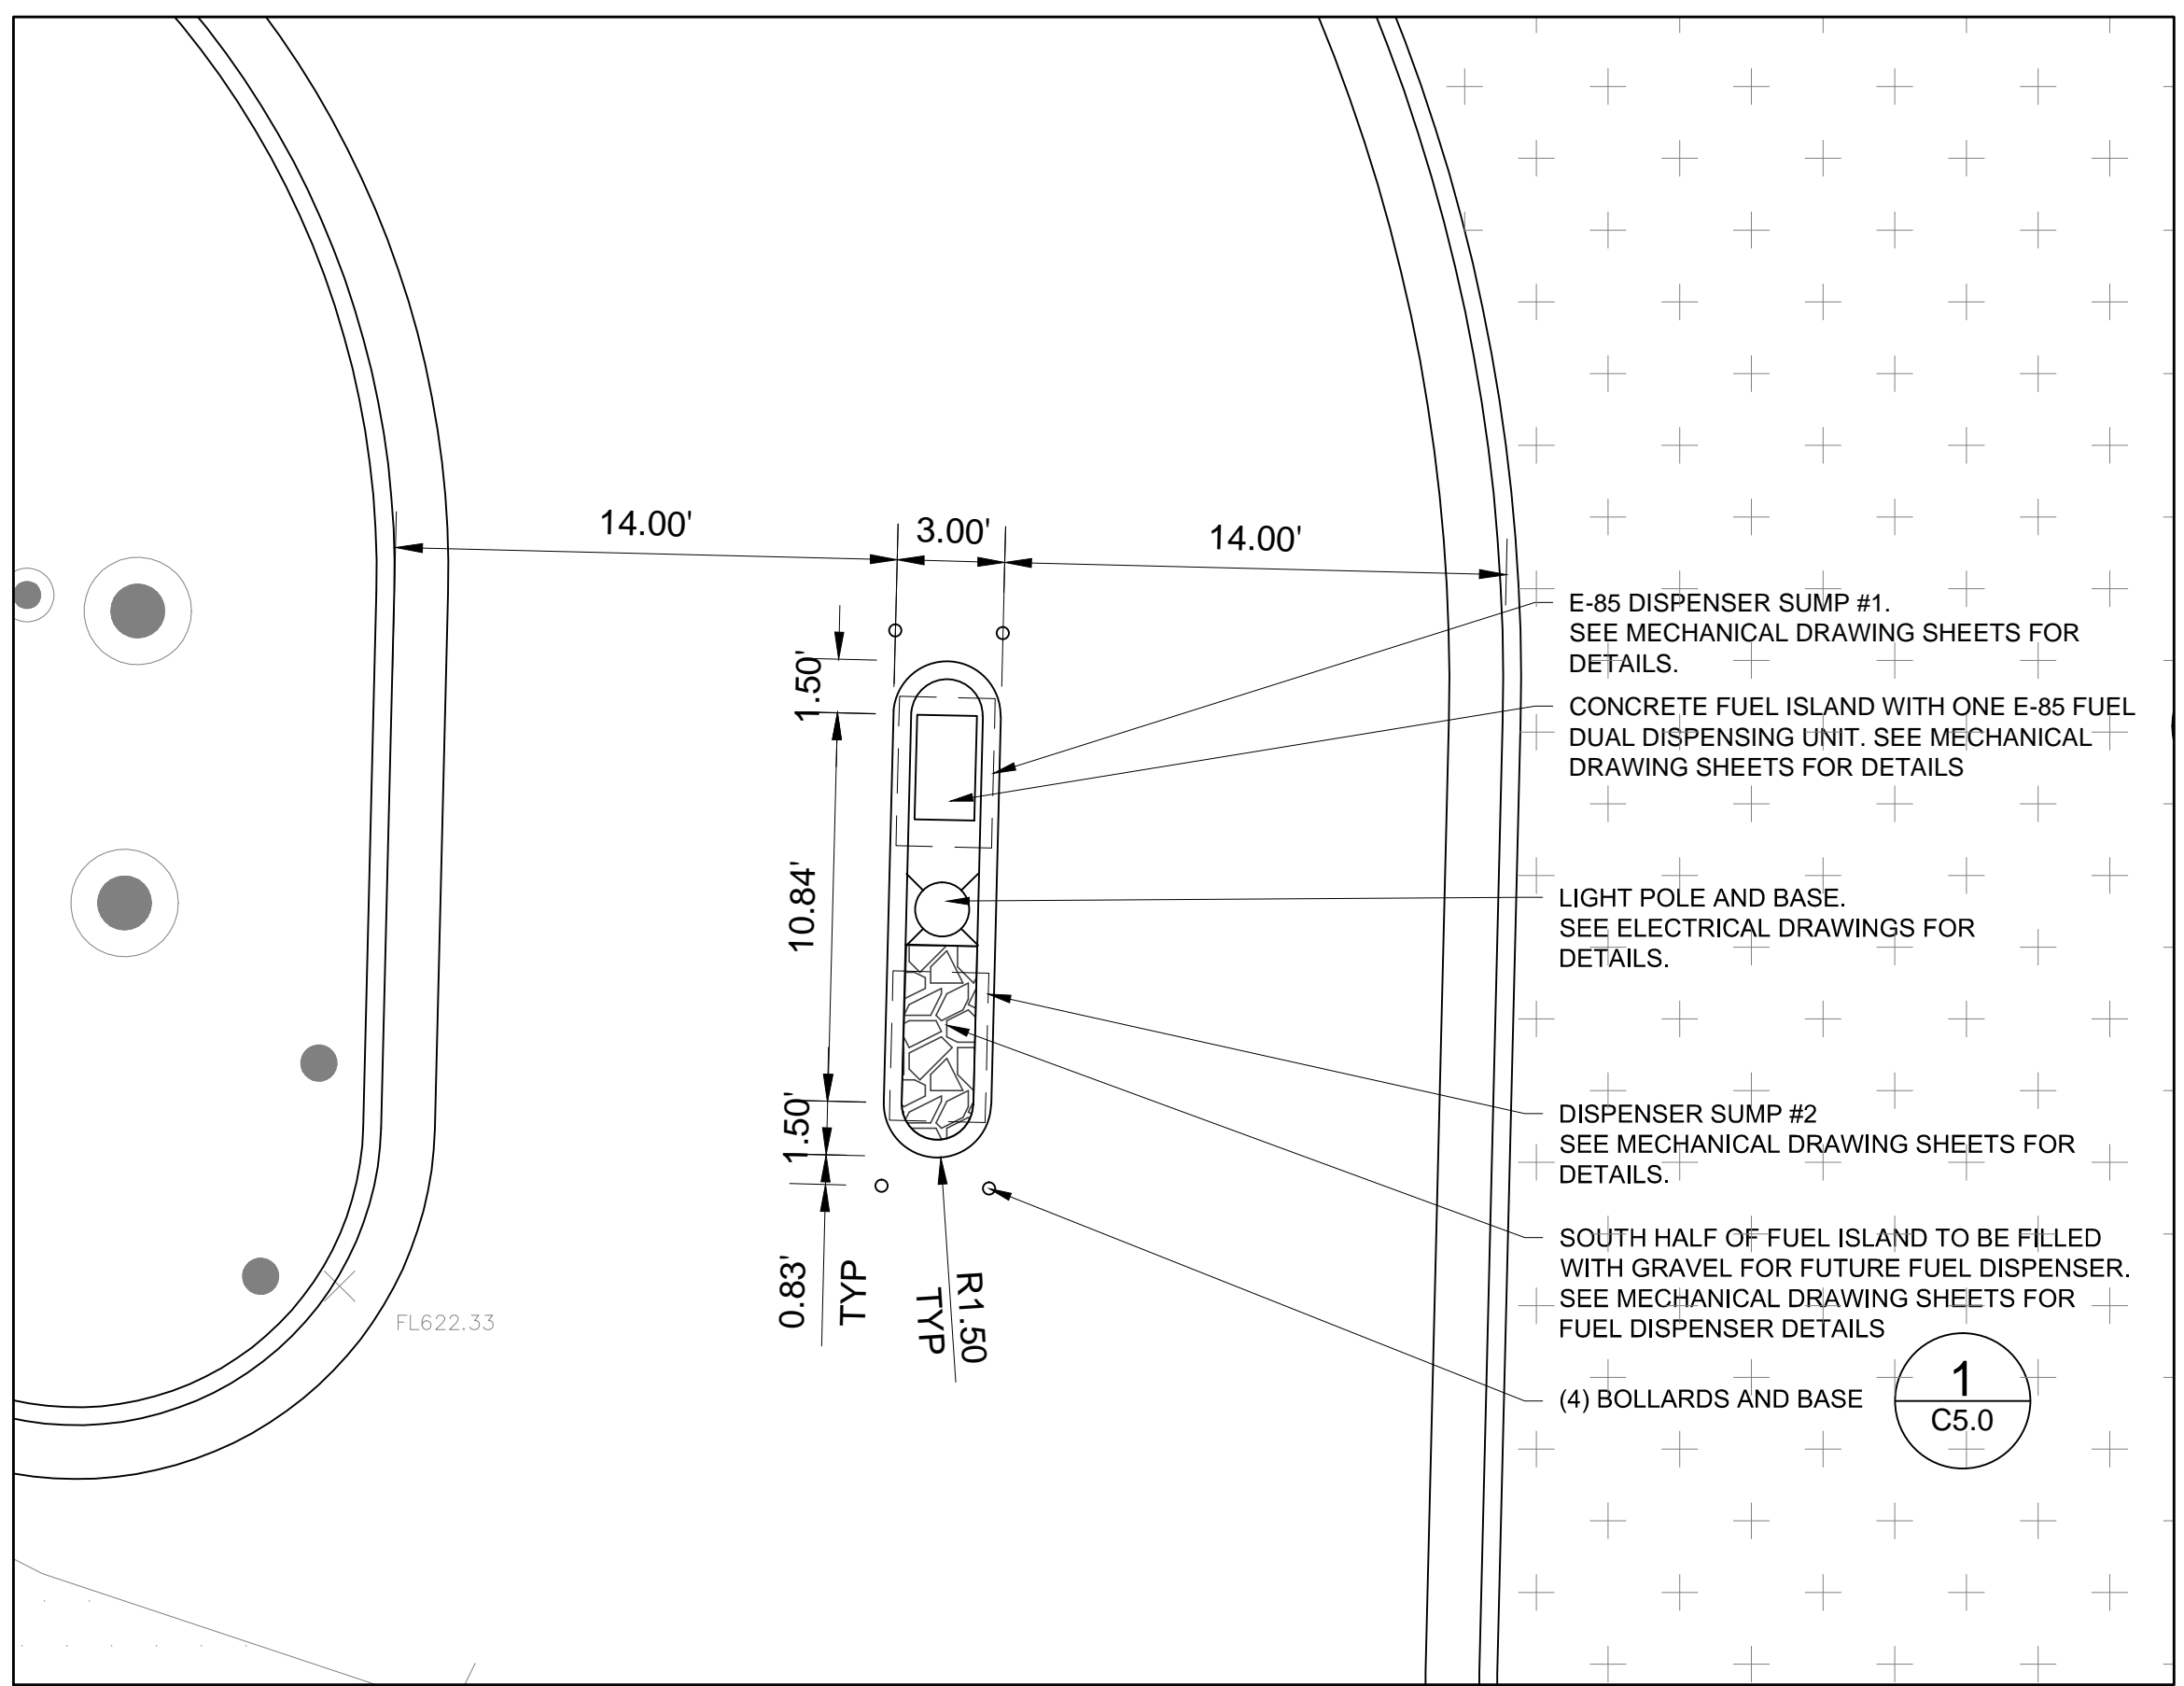 14.00'
3.00'
14.00'
1.50'
10.84'
1.50'
0.83'
TYP
R1.50
TYP
FL622.33
E-85 DISPENSER SUMP #1.
SEE MECHANICAL DRAWING SHEETS FOR
DETAILS.
CONCRETE FUEL ISLAND WITH ONE E-85 FUEL
DUAL DISPENSING UNIT. SEE MECHANICAL
DRAWING SHEETS FOR DETAILS
LIGHT POLE AND BASE.
SEE ELECTRICAL DRAWINGS FOR
DETAILS.
DISPENSER SUMP #2
SEE MECHANICAL DRAWING SHEETS FOR
DETAILS.
SOUTH HALF OF FUEL ISLAND TO BE FILLED
WITH GRAVEL FOR FUTURE FUEL DISPENSER.
SEE MECHANICAL DRAWING SHEETS FOR
FUEL DISPENSER DETAILS
(4) BOLLARDS AND BASE
1
C5.0